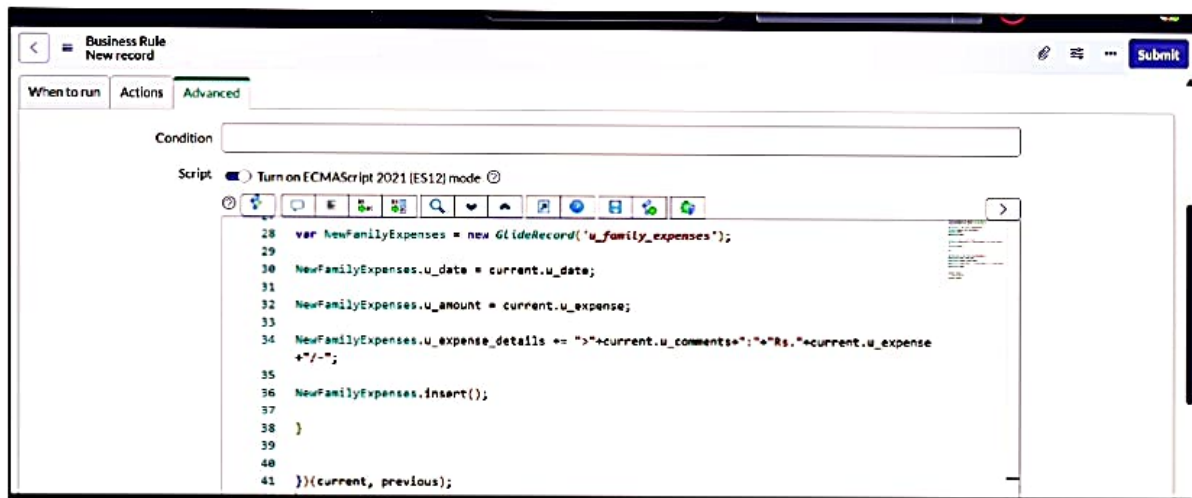 Business Rule
New record
Submit
When to run Actions Advanced
Condition
Script Turn on ECMAScript 2021 (ES12) mode
28 var NewFamilyExpenses = new GlideRecord('u_family_expenses');
29
30 NewFamilyExpenses.u_date = current.u_date;
31
32 NewFamilyExpenses.u_amount = current.u_expense;
33
34 NewFamilyExpenses.u_expense_details += ">"+current.u_comments+":"+"Rs."+current.u_expense
+"/-";
35
36 NewFamilyExpenses.insert();
37
38 }
39
40
41 })(current, previous);